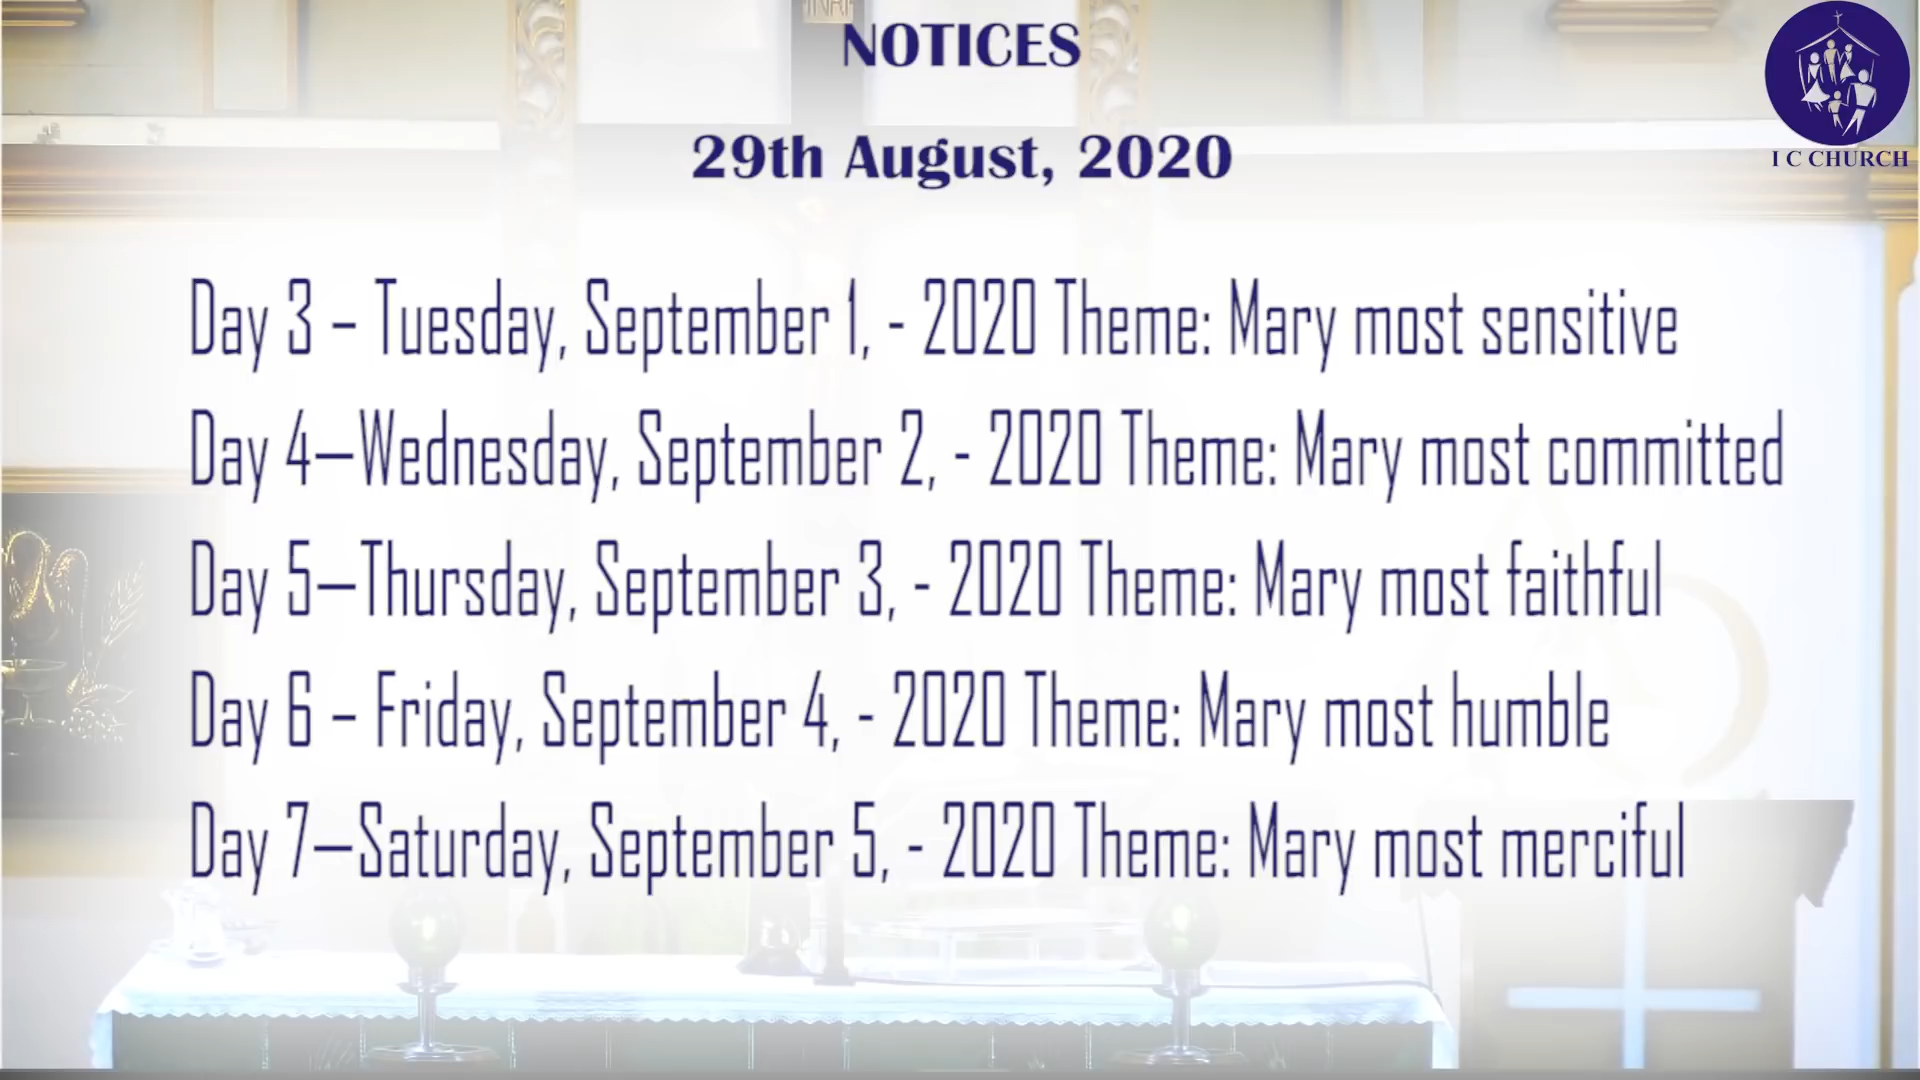 INRI
NOTICES
29th August, 2020
I C CHURCH
Day 3 – Tuesday, September 1, - 2020 Theme: Mary most sensitive
Day 4–Wednesday, September 2, - 2020 Theme: Mary most committed
Day 5–Thursday, September 3, - 2020 Theme: Mary most faithful
Day 6 – Friday, September 4, - 2020 Theme: Mary most humble
Day 7–Saturday, September 5, - 2020 Theme: Mary most merciful